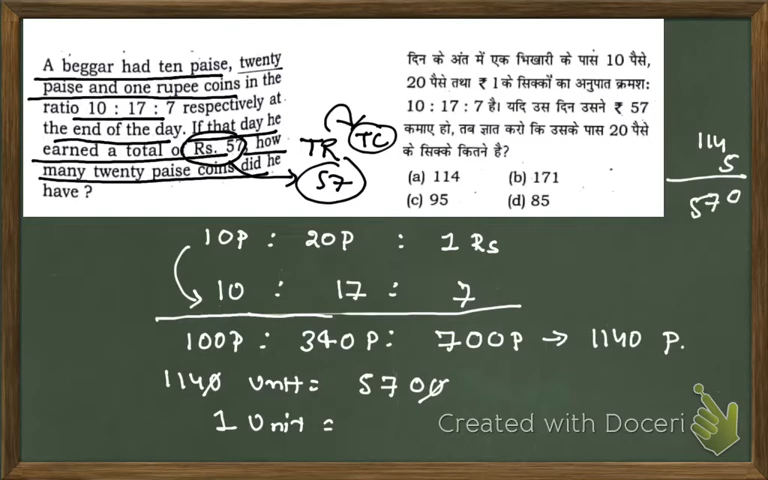 A beggar had ten paise, twenty
paise and one rupee coins in the
ratio 10 : 17 : 7 respectively at
the end of the day. If that day he
earned a total o Rs. 57 how
many twenty paise coins did he
have ?
TR TC
57
दिन के अंत में एक भिखारी के पास 10 पैसे,
20 पैसे तथा ₹ 1 के सिक्कों का अनुपात क्रमश:
10 : 17 : 7 है। यदि उस दिन उसने ₹ 57
कमाए हो, तब ज्ञात करो कि उसके पास 20 पैसे
के सिक्के कितने है?
(a) 114 (b) 171
(c) 95 (d) 85
114
5
570
10P : 20P : 1 Rs
10 : 17 : 7
100P : 340P : 700P → 1140 P.
1140 Unit = 5700
1 Unit =
Created with Doceri